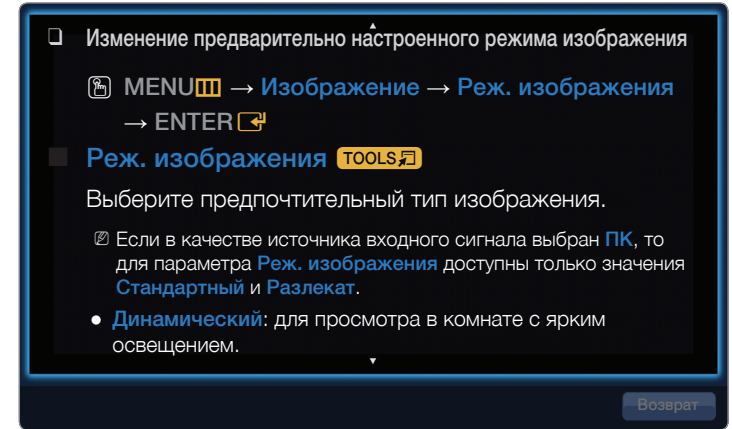 Изменение предварительно настроенного режима изображения
MENU → Изображение → Реж. изображения
→ ENTER
Реж. изображения TOOLS
Выберите предпочтительный тип изображения.
Если в качестве источника входного сигнала выбран ПК, то
для параметра Реж. изображения доступны только значения
Стандартный и Разлекат.
● Динамический: для просмотра в комнате с ярким
освещением.
Возврат